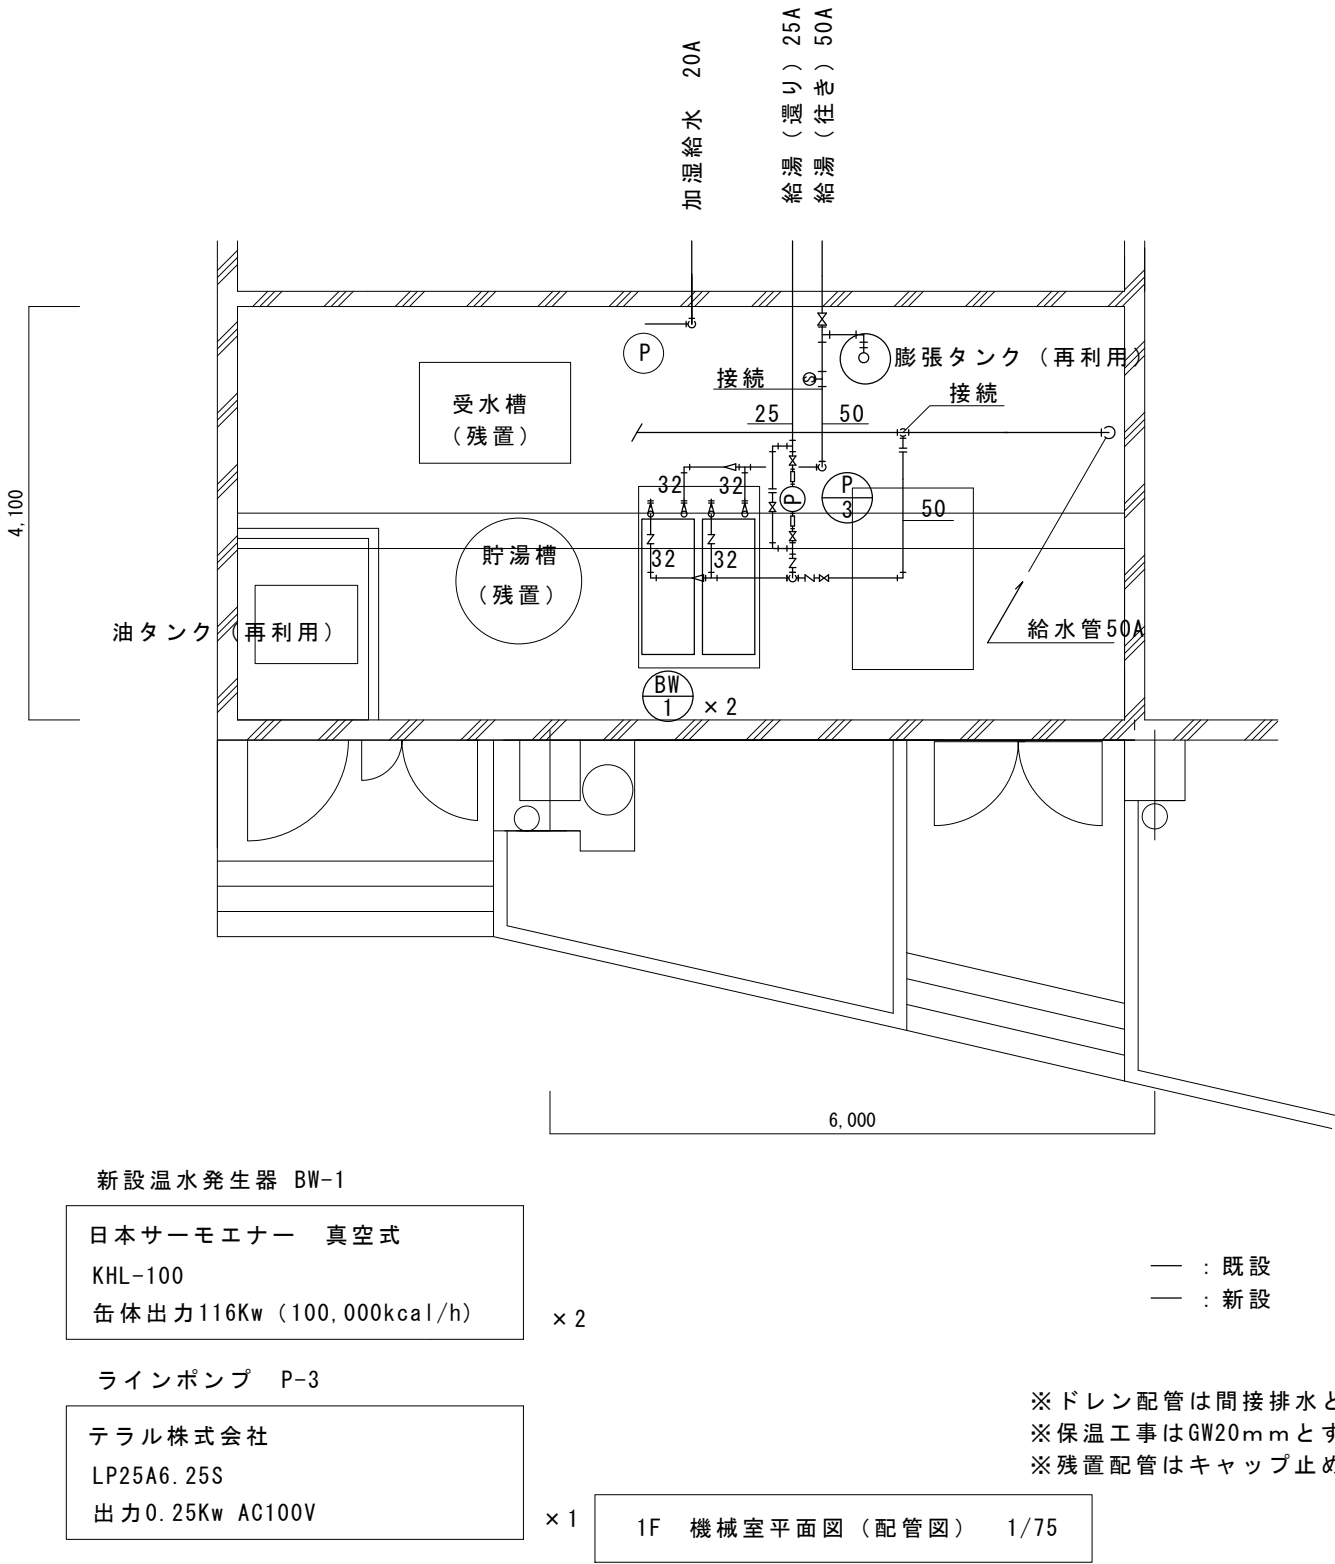 加湿給水 20A
給湯（還り）25A
給湯（往き）50A
P
膨張タンク（再利用）
S
接続
接続
受水槽
（残置）
25
50
32
32
P
P
3
50
4,100
貯湯槽
（残置）
32
32
油タンク（再利用）
給水管50A
BW
1
×2
6,000
新設温水発生器 BW-1
日本サーモエナー 真空式
KHL-100
缶体出力116Kw（100,000kcal/h）
×2
― ：既設
― ：新設
ラインポンプ P-3
テラル株式会社
LP25A6.25S
出力0.25Kw AC100V
×1
※ドレン配管は間接排水と
※保温工事はGW20mmとす
※残置配管はキャップ止め
1F 機械室平面図（配管図） 1/75